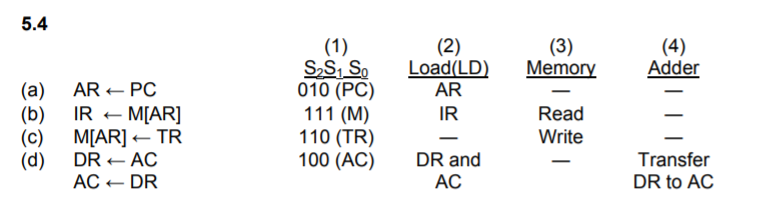 5.4
(1) (2) (3) (4)
S₂S₁ S₀ Load(LD) Memory Adder
(a) AR ← PC 010 (PC) AR — —
(b) IR ← M[AR] 111 (M) IR Read —
(c) M[AR] ← TR 110 (TR) — Write —
(d) DR ← AC 100 (AC) DR and — Transfer
AC ← DR AC DR to AC